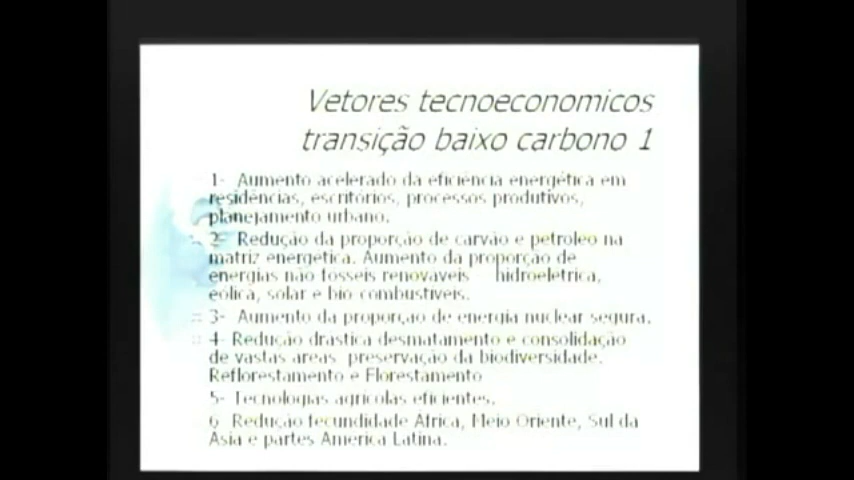 Vetores tecnoeconomicos
transição baixo carbono 1
1- Aumento acelerado da eficiência energética em
residências, escritórios, processos produtivos,
planejamento urbano.
2- Redução da proporção de carvão e petroleo na
matriz energética. Aumento da proporção de
energias não fosseis renovaveis hidroeletrica,
eólica, solar e bio combustiveis.
3- Aumento da proporção de energia nuclear segura.
4- Redução drástica desmatamento e consolidação
de vastas areas preservação da biodiversidade.
Reflorestamento e Florestamento
5- Tecnologias agricolas eficientes.
6 Redução fecundidade Africa, Meio Oriente, Sul da
Asia e partes America Latina.